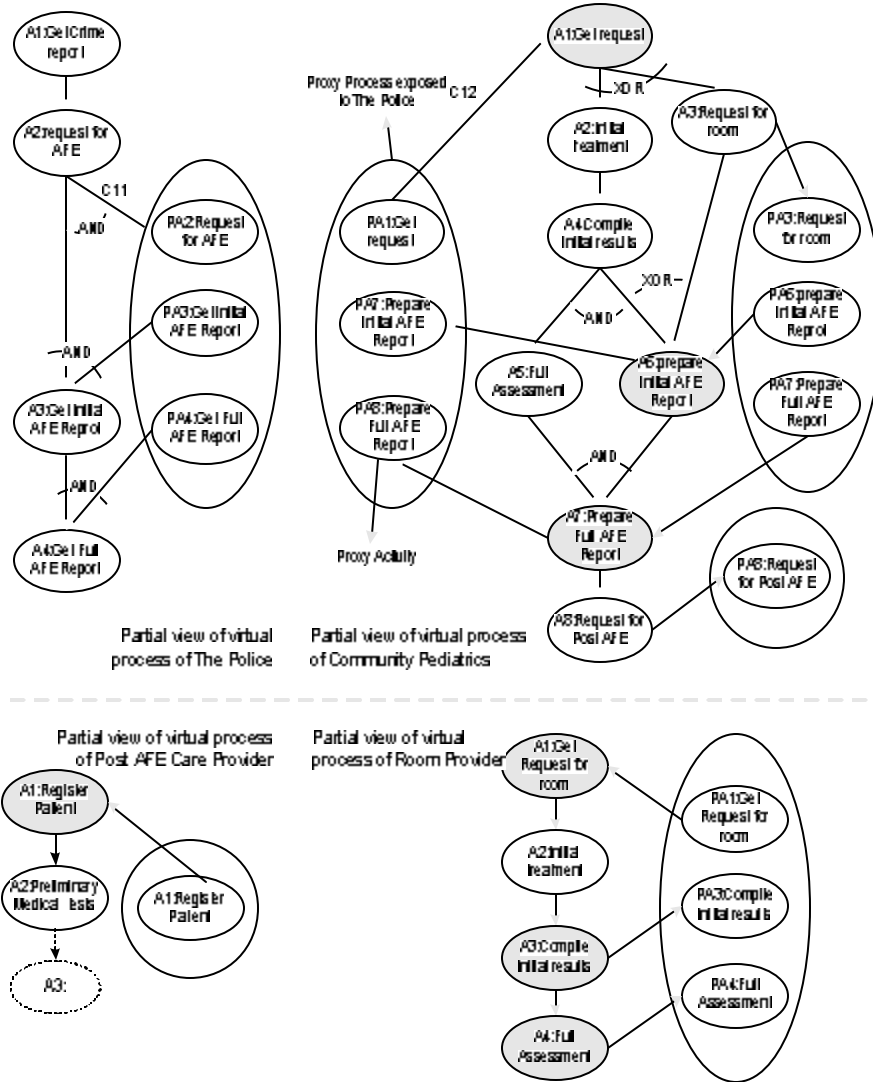 A1:Get Crime
report
A2:request for
AFE
C11
AND
PA2:Request
for AFE
PA3:Get Initial
AFE Report
AND
A3:Get Initial
AFE Reprot
PA4:Get Full
AFE Report
AND
A4:Get Full
AFE Report
Partial view of virtual
process of The Police
Proxy Process exposed
to The Police
C12
PA1:Get
request
PA7:Prepare
Initial AFE
Report
PA8:Prepare
Full AFE
Report
Proxy Activity
A1:Get request
XOR
A2:Initial
treatment
A3:Request for
room
A4:Compile
initial results
XOR
AND
A5:Full
Assessment
A6:prepare
Initial AFE
Report
AND
A7:Prepare
Full AFE
Report
A8:Request for
Post AFE
PA3:Request
for room
PA6:prepare
Initial AFE
Reprot
PA7:Prepare
Full AFE
Report
PA8:Request
for Post AFE
Partial view of virtual process
of Community Pediatrics
Partial view of virtual process
of Post AFE Care Provider
A1:Register
Patient
A2:Preliminary
Medical tests
A3:
A1:Register
Patient
Partial view of virtual
process of Room Provider
A1:Get
Request for
room
A2:Initial
treatment
A3:Compile
initial results
A4:Full
Assessment
PA1:Get
Request for
room
PA3:Compile
initial results
PA4:Full
Assessment